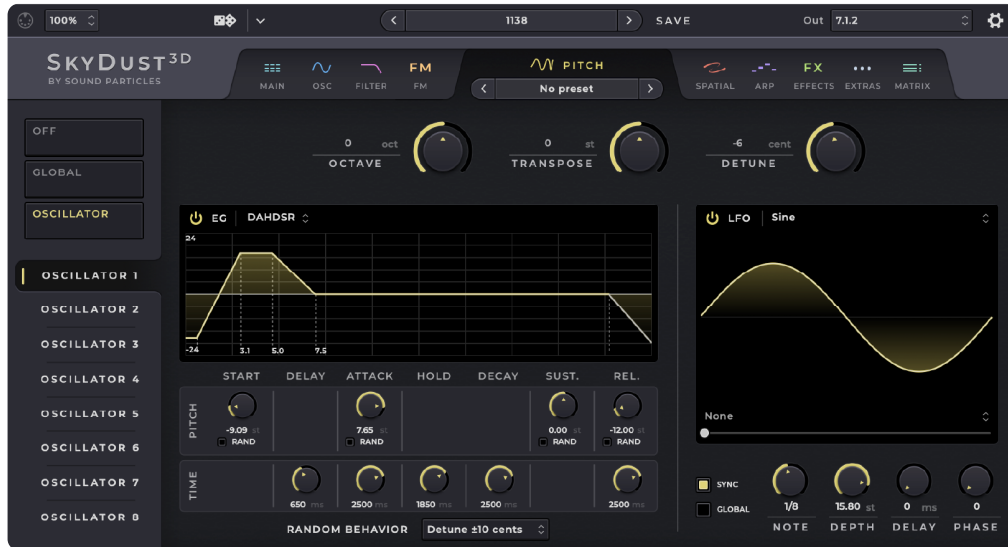 100%
1138
SAVE
Out 7.1.2
SKYDUST3D
BY SOUND PARTICLES
MAIN
OSC
FILTER
FM
FM
PITCH
No preset
SPATIAL
ARP
FX
EFFECTS
EXTRAS
MATRIX
OFF
GLOBAL
OSCILLATOR
0 oct
OCTAVE
0 st
TRANSPOSE
-6 cent
DETUNE
OSCILLATOR 1
OSCILLATOR 2
OSCILLATOR 3
OSCILLATOR 4
OSCILLATOR 5
OSCILLATOR 6
OSCILLATOR 7
OSCILLATOR 8
EG DAHDSR
24
-24 3.1 5.0 7.5
START DELAY ATTACK HOLD DECAY SUST. REL.
PITCH
-9.09 st 7.65 st 0.00 st -12.00 st
RAND RAND RAND RAND
TIME
650 ms 2500 ms 1850 ms 2500 ms 2500 ms
RANDOM BEHAVIOR Detune ±10 cents
LFO Sine
None
SYNC
GLOBAL
1/8 15.80 st 0 ms 0
NOTE DEPTH DELAY PHASE